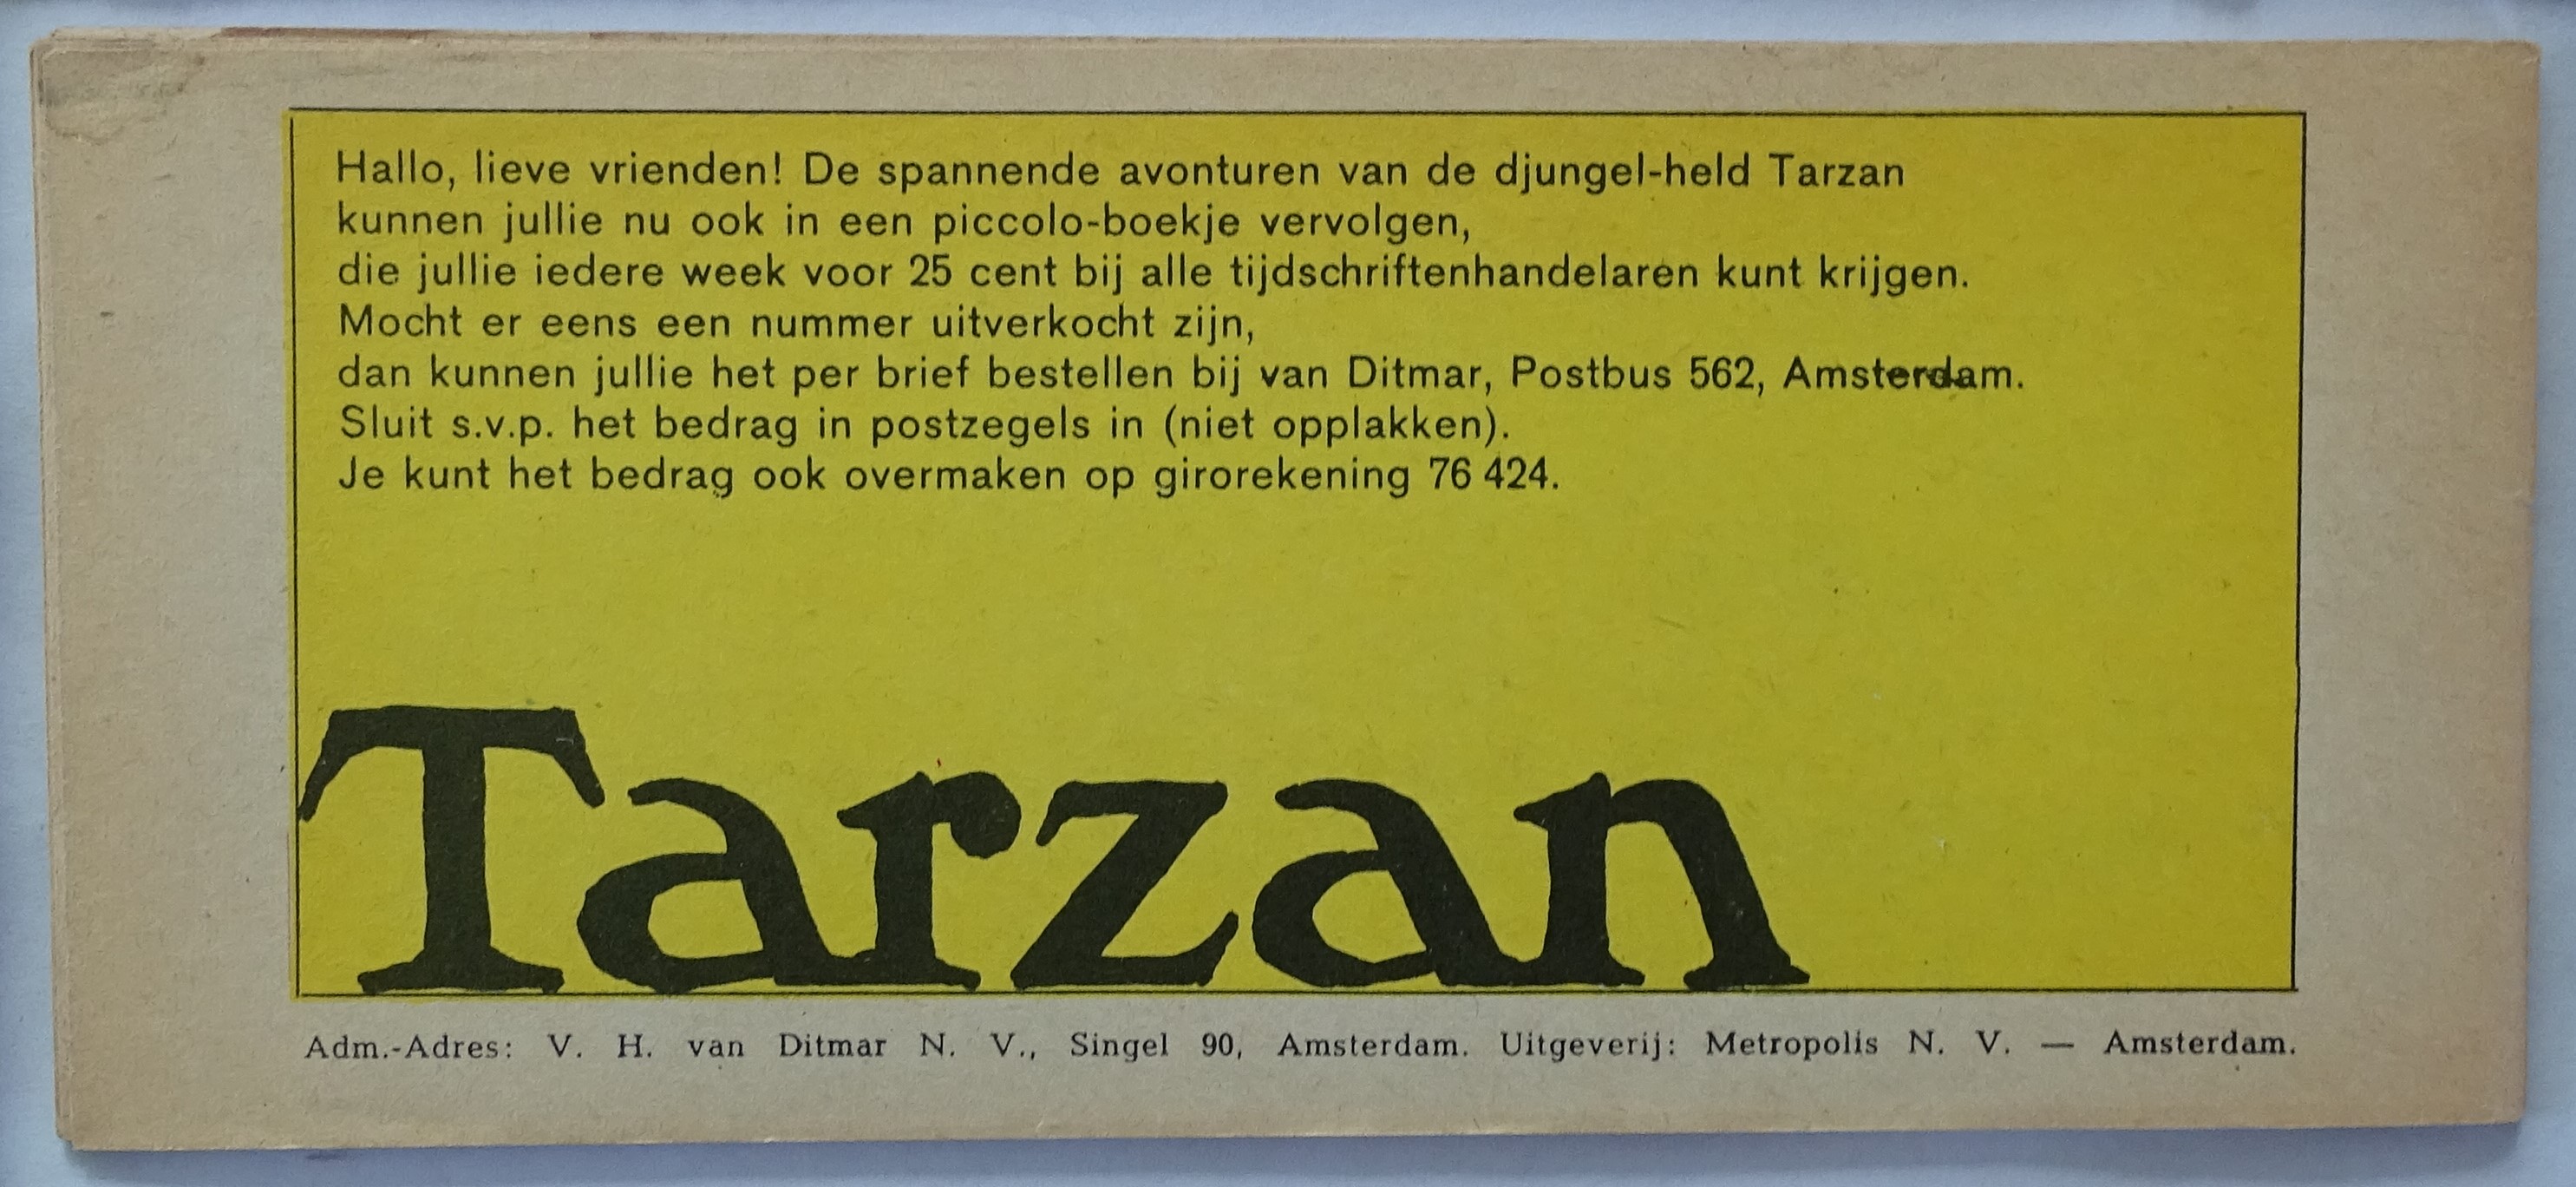 Hallo, lieve vrienden! De spannende avonturen van de djungel-held Tarzan
kunnen jullie nu ook in een piccolo-boekje vervolgen,
die jullie iedere week voor 25 cent bij alle tijdschriftenhandelaren kunt krijgen.
Mocht er eens een nummer uitverkocht zijn,
dan kunnen jullie het per brief bestellen bij van Ditmar, Postbus 562, Amsterdam.
Sluit s.v.p. het bedrag in postzegels in (niet opplakken).
Je kunt het bedrag ook overmaken op girorekening 76 424.
Tarzan
Adm.-Adres: V. H. van Ditmar N. V., Singel 90, Amsterdam. Uitgeverij: Metropolis N. V. — Amsterdam.